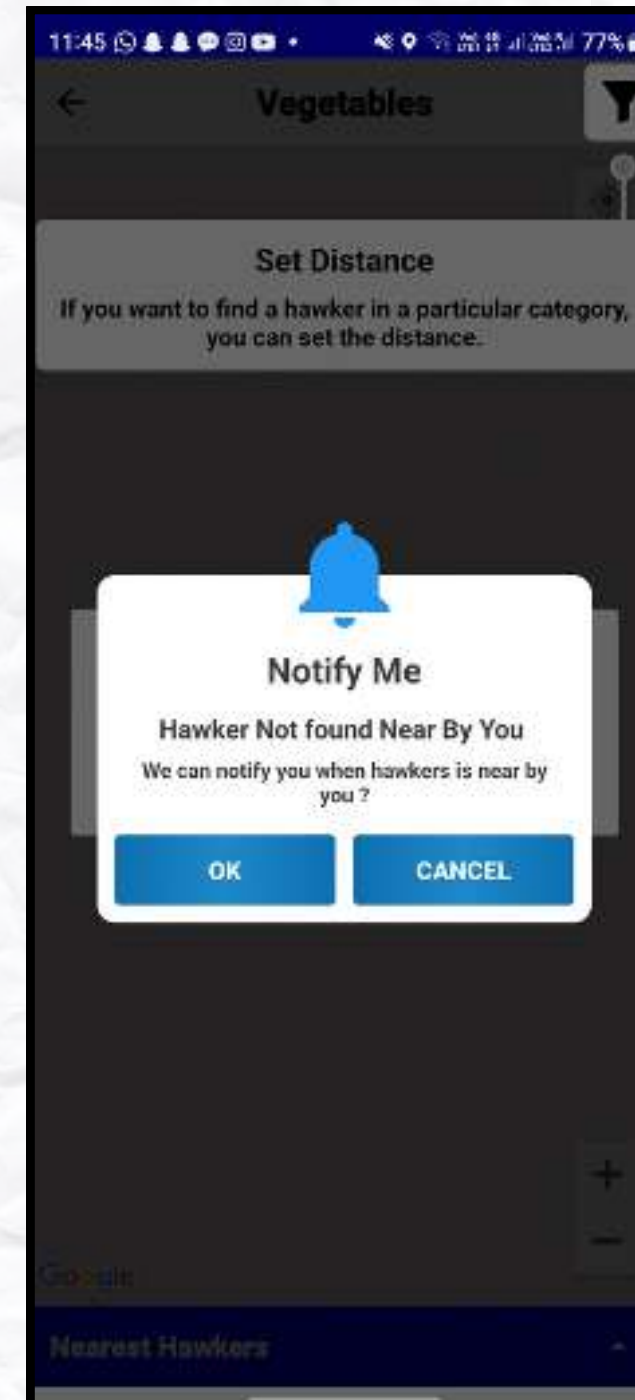 11:45
77%
Vegetables
Set Distance
If you want to find a hawker in a particular category,
you can set the distance.
Notify Me
Hawker Not found Near By You
We can notify you when hawkers is near by
you ?
OK
CANCEL
Google
Nearest Hawkers